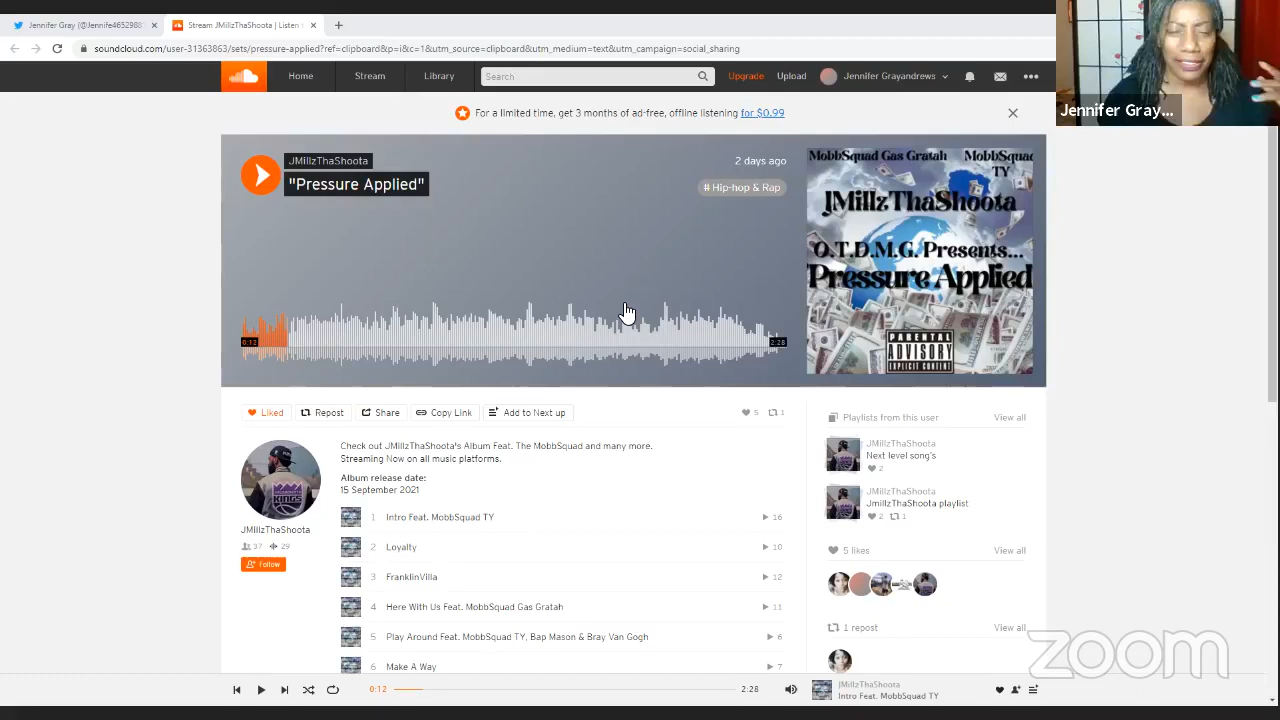 Jennifer Gray (@Jennife4652988
Stream JMillzThaShoota | Listen t
soundcloud.com/user-31363863/sets/pressure-applied?ref=clipboard&p=i&c=1&utm_source=clipboard&utm_medium=text&utm_campaign=social_sharing
Home Stream Library Search Upgrade Upload Jennifer Grayandrews
Jennifer Gray...
For a limited time, get 3 months of ad-free, offline listening for $0.99
JMillzThaShoota
"Pressure Applied"
2 days ago
# Hip-hop & Rap
0:12
2:28
MobbSquad Gas Gratah MobbSquad
TY
JMillzThaShoota
O.T.D.M.G. Presents...
Pressure Applied
PARENTAL
ADVISORY
EXPLICIT CONTENT
Liked Repost Share Copy Link Add to Next up 5 1
Check out JMillzThaShoota's Album Feat. The MobbSquad and many more.
Streaming Now on all music platforms.
Album release date:
15 September 2021
SACRAMENTO
KINGS
JMillzThaShoota
37 29
Follow
1 Intro Feat. MobbSquad TY 16
2 Loyalty 10
3 FranklinVilla 12
4 Here With Us Feat. MobbSquad Gas Gratah 11
5 Play Around Feat. MobbSquad TY, Bap Mason & Bray Van Gogh 6
6 Make A Way 7
Playlists from this user View all
JMillzThaShoota
Next level song's
2
JMillzThaShoota
JmillzThaShoota playlist
2 1
5 likes View all
1 repost View all
zoom
0:12 2:28
JMillzThaShoota
Intro Feat. MobbSquad TY